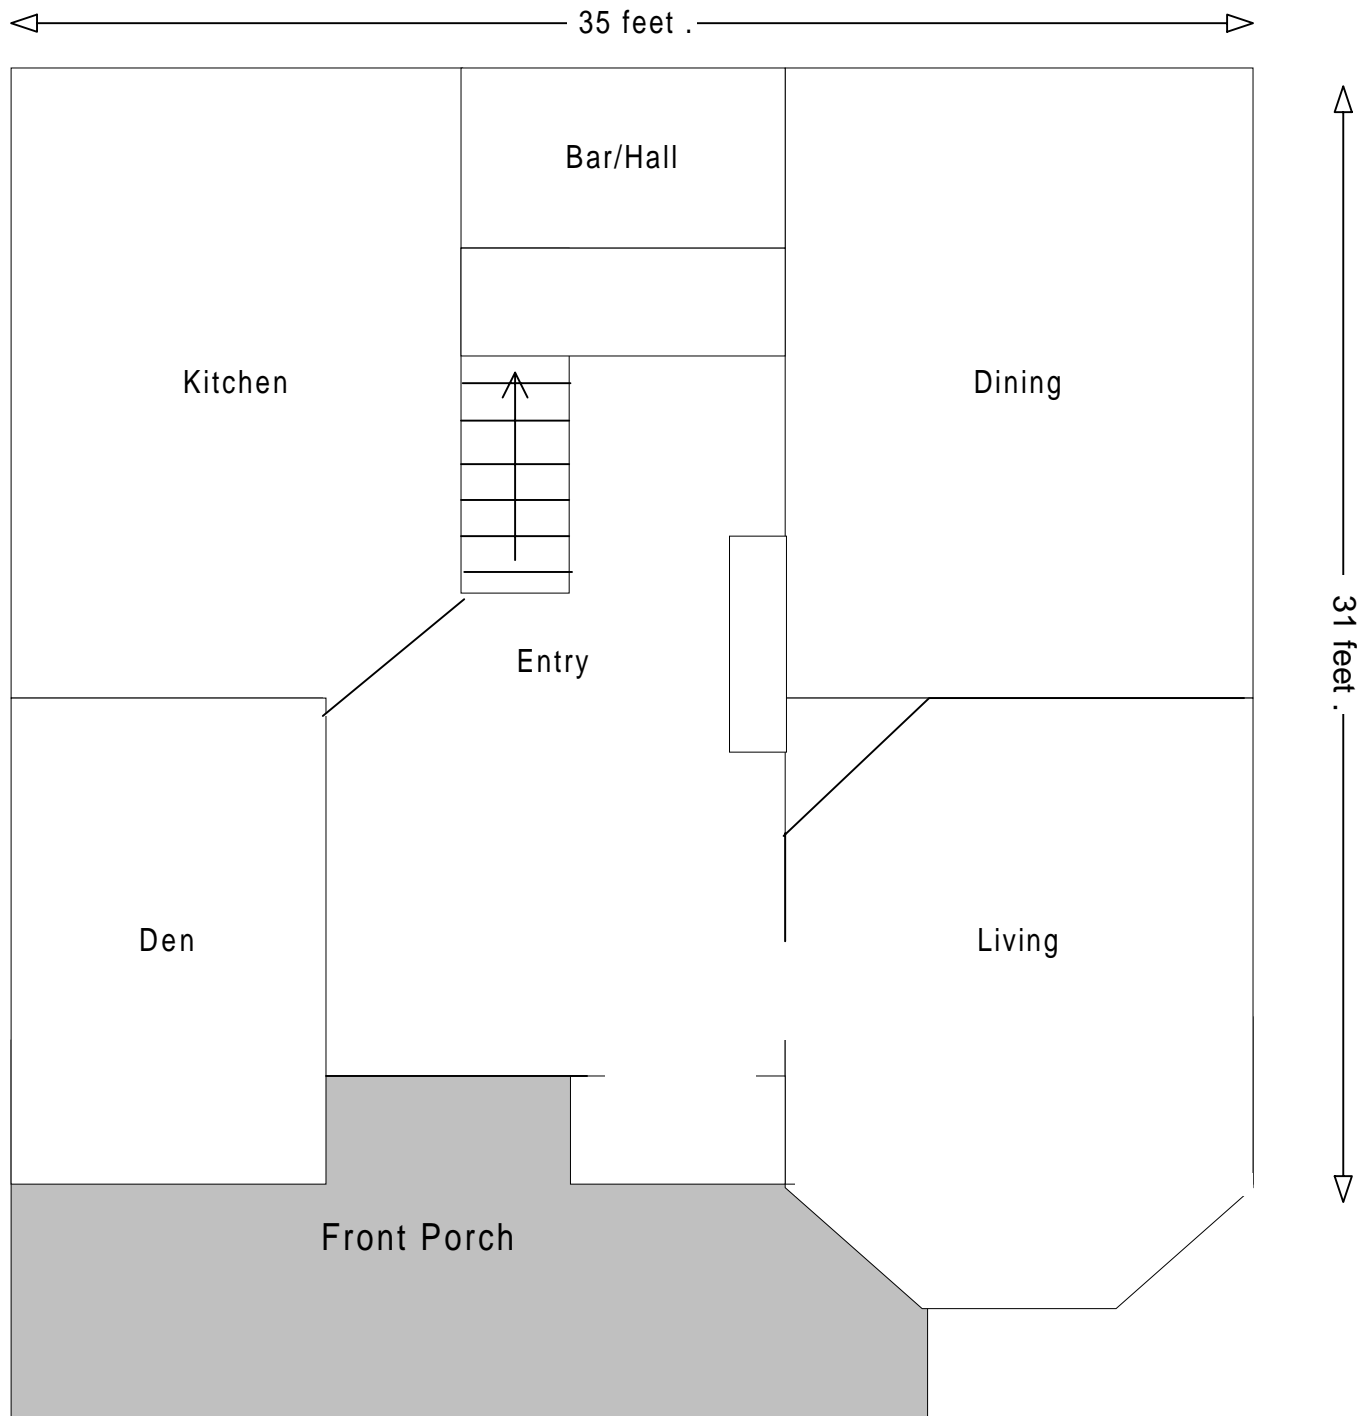 35 feet .
Bar/Hall
Kitchen
Dining
31 feet .
Entry
Den
Living
Front Porch